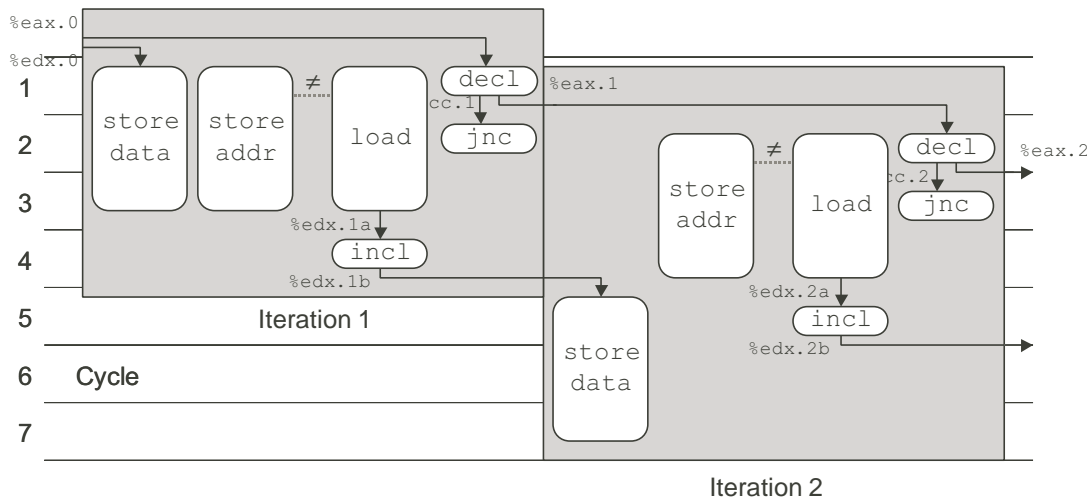 %eax.0
%edx.0
1
2
3
4
5
6
7
Cycle
store
data
store
addr
≠
load
decl
cc.1
jnc
%eax.1
%edx.1a
incl
%edx.1b
Iteration 1
store
addr
≠
load
decl
cc.2
jnc
%eax.2
%edx.2a
incl
%edx.2b
store
data
Iteration 2